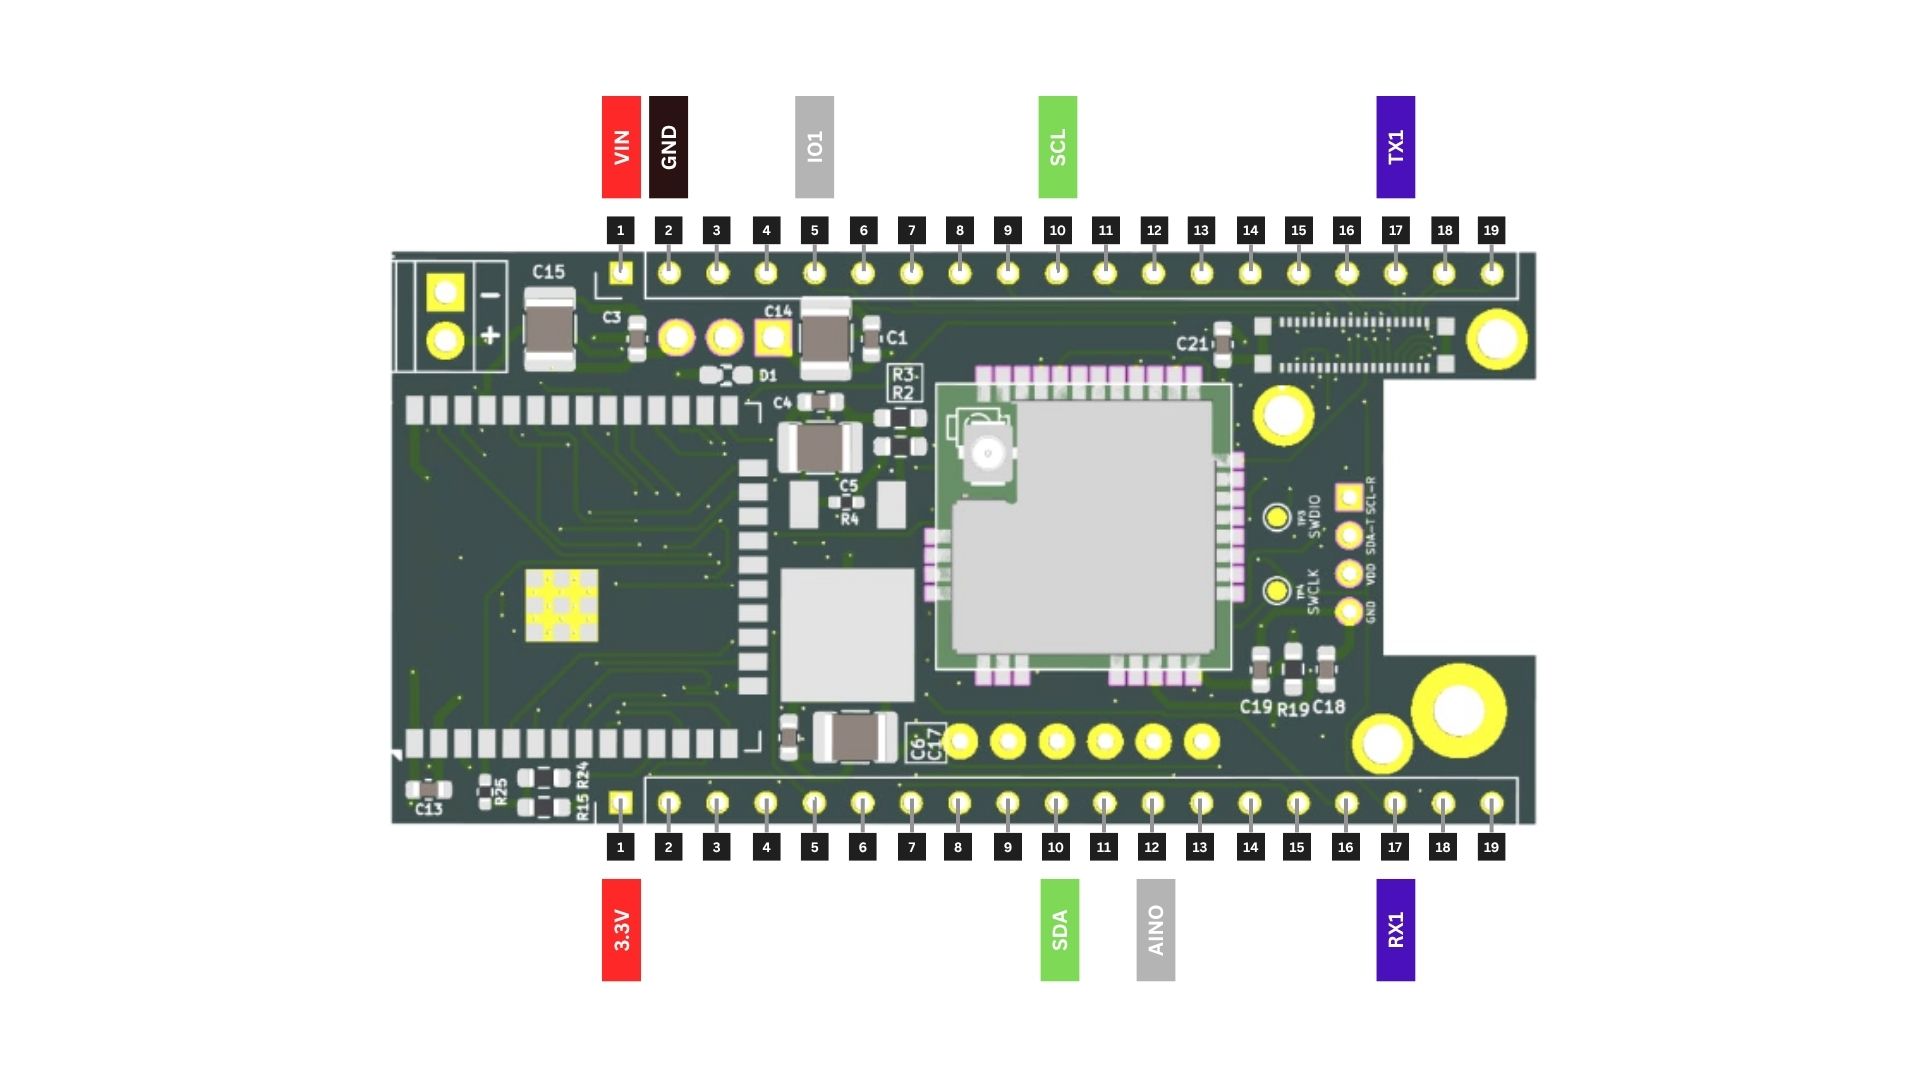 VIN
GND
IO1
SCL
TX1
1 2 3 4 5 6 7 8 9 10 11 12 13 14 15 16 17 18 19
C15
-
+
C3
C14
C1
C21
D1
R3
R2
C4
C5
R4
TP3
SWDIO
SCL-R
SDA-T
VDD
GND
TP4
SWCLK
C19 R19 C18
C6
C17
C13
R25
R24
R15
1 2 3 4 5 6 7 8 9 10 11 12 13 14 15 16 17 18 19
3.3V
SDA
AINO
RX1